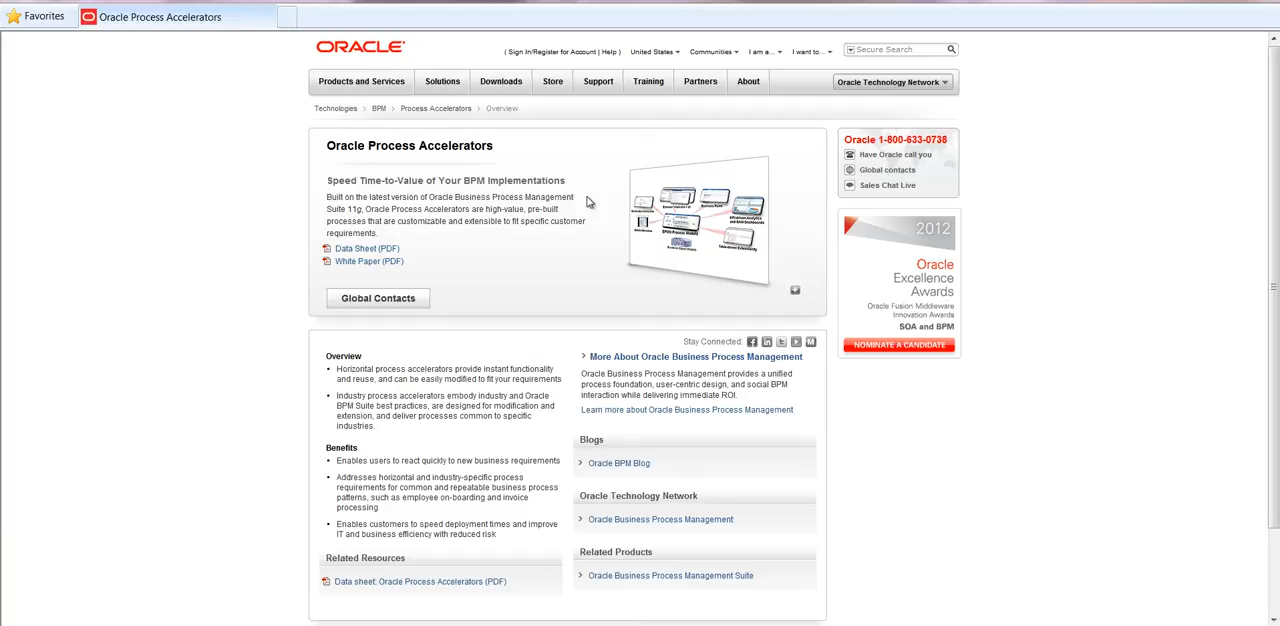 Favorites
Oracle Process Accelerators
ORACLE
( Sign In/Register for Account | Help ) United States Communities I am a... I want to... Secure Search
Products and Services Solutions Downloads Store Support Training Partners About Oracle Technology Network
Technologies > BPM > Process Accelerators > Overview
Oracle Process Accelerators
Speed Time-to-Value of Your BPM Implementations
Built on the latest version of Oracle Business Process Management
Suite 11g, Oracle Process Accelerators are high-value, pre-built
processes that are customizable and extensible to fit specific customer
requirements.
Data Sheet (PDF)
White Paper (PDF)
Global Contacts
Oracle 1-800-633-0738
Have Oracle call you
Global contacts
Sales Chat Live
2012
Oracle
Excellence
Awards
Oracle Fusion Middleware
Innovation Awards
SOA and BPM
NOMINATE A CANDIDATE
Stay Connected:
Overview
• Horizontal process accelerators provide instant functionality
and reuse, and can be easily modified to fit your requirements
• Industry process accelerators embody industry and Oracle
BPM Suite best practices, are designed for modification and
extension, and deliver processes common to specific
industries.
Benefits
• Enables users to react quickly to new business requirements
• Addresses horizontal and industry-specific process
requirements for common and repeatable business process
patterns, such as employee on-boarding and invoice
processing
• Enables customers to speed deployment times and improve
IT and business efficiency with reduced risk
Related Resources
Data sheet: Oracle Process Accelerators (PDF)
> More About Oracle Business Process Management
Oracle Business Process Management provides a unified
process foundation, user-centric design, and social BPM
interaction while delivering immediate ROI.
Learn more about Oracle Business Process Management
Blogs
> Oracle BPM Blog
Oracle Technology Network
> Oracle Business Process Management
Related Products
> Oracle Business Process Management Suite